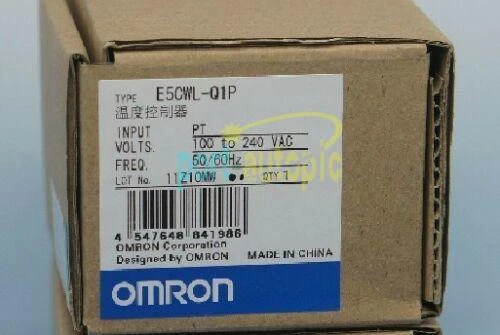 TYPE E5CWL-Q1P
温度控制器
INPUT PT
VOLTS. 100 to 240 VAC
FREQ. 50/60Hz
LOT No. 11Z10MW QTY 1
4 547648 841986
OMRON Corporation
Designed by OMRON MADE IN CHINA
OMRON